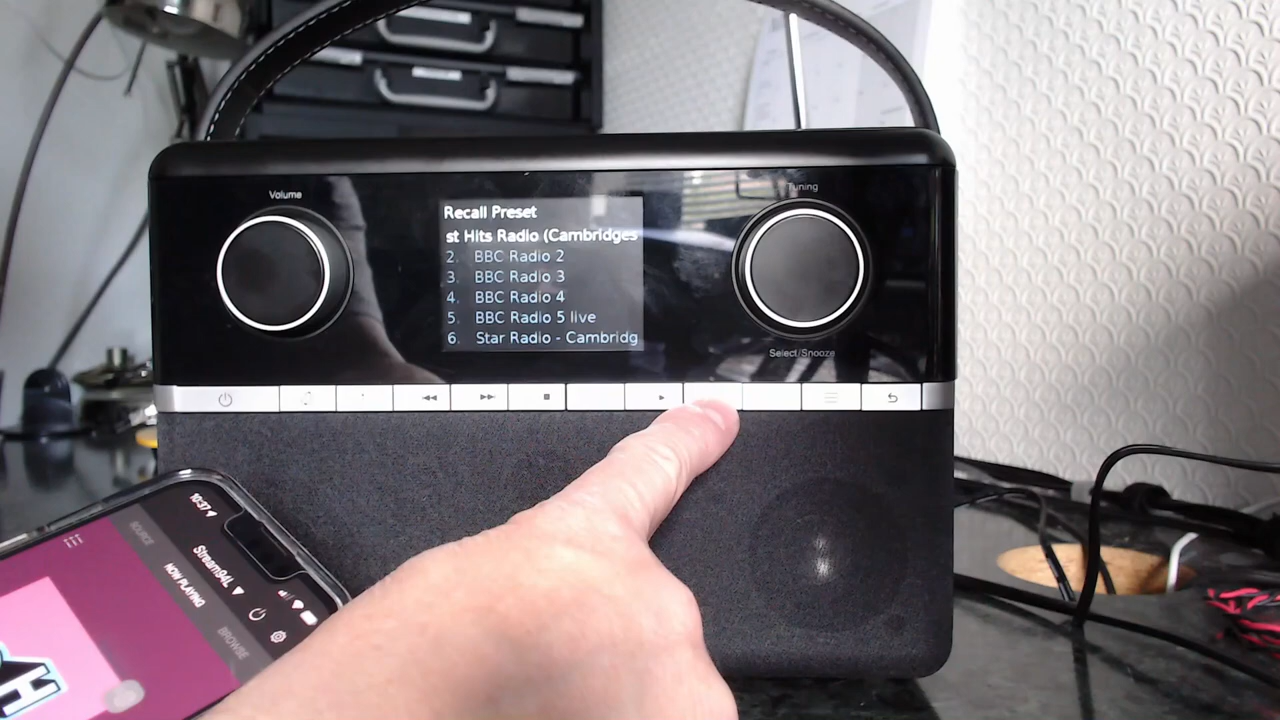 Volume
Tuning
Recall Preset
st Hits Radio (Cambridges
2. BBC Radio 2
3. BBC Radio 3
4. BBC Radio 4
5. BBC Radio 5 live
6. Star Radio - Cambridg
Select/Snooze
10:37
SOURCE
Stream94L
NOW PLAYING
BROWSE